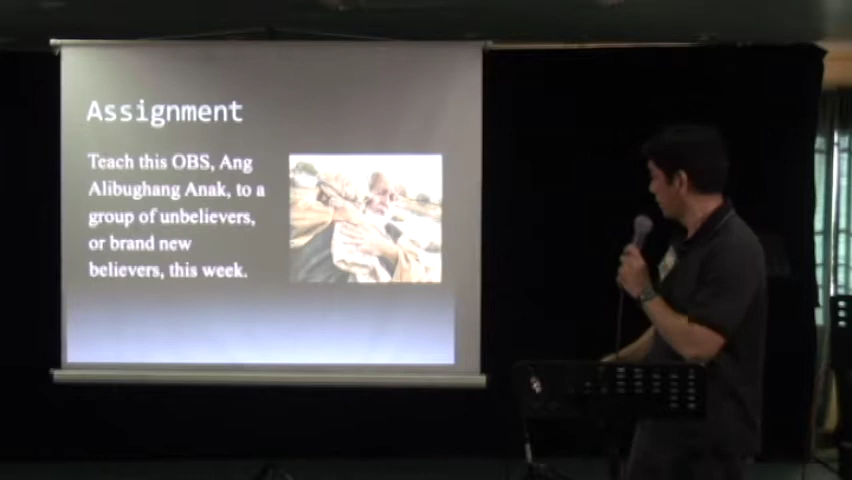 Assignment
Teach this OBS, Ang
Alibughang Anak, to a
group of unbelievers,
or brand new
believers, this week.